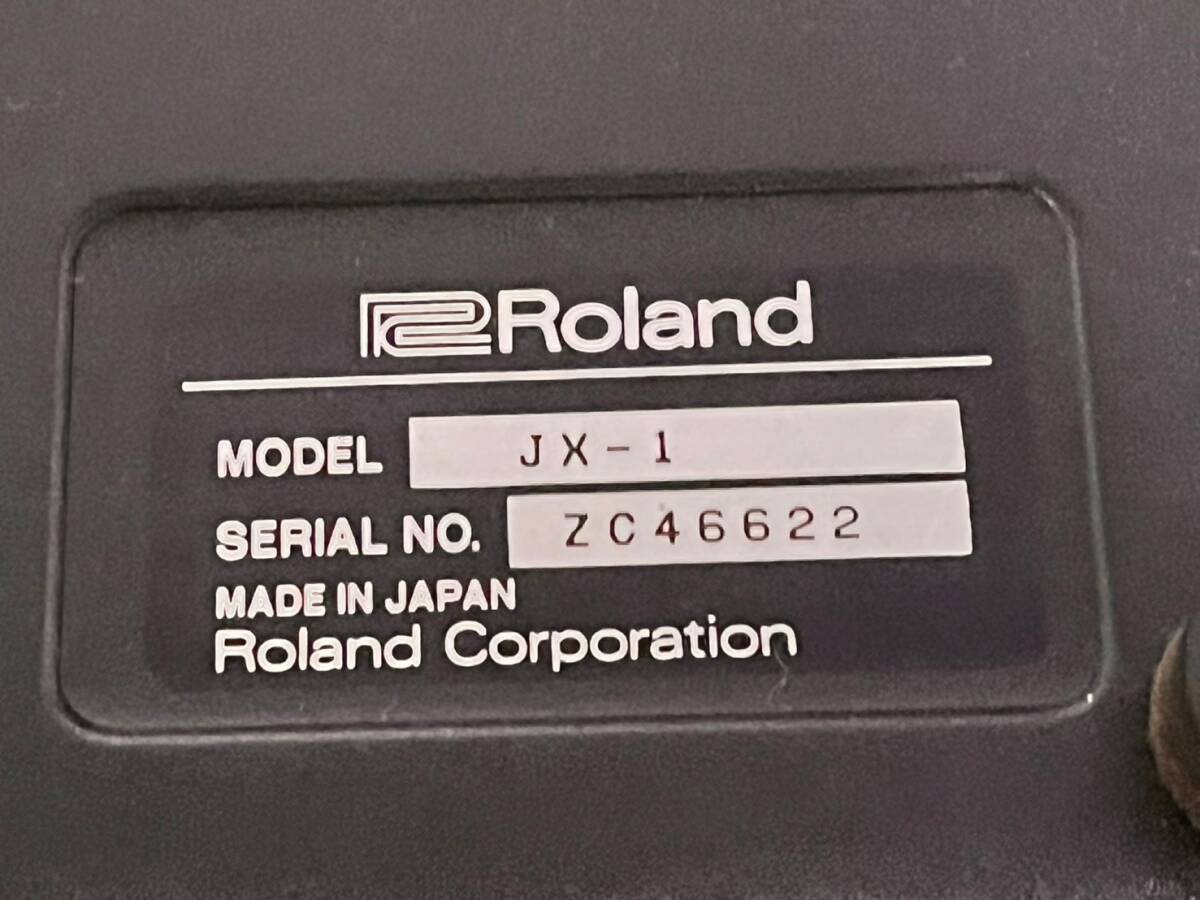 Roland
MODEL JX-1
SERIAL NO. ZC46622
MADE IN JAPAN
Roland Corporation